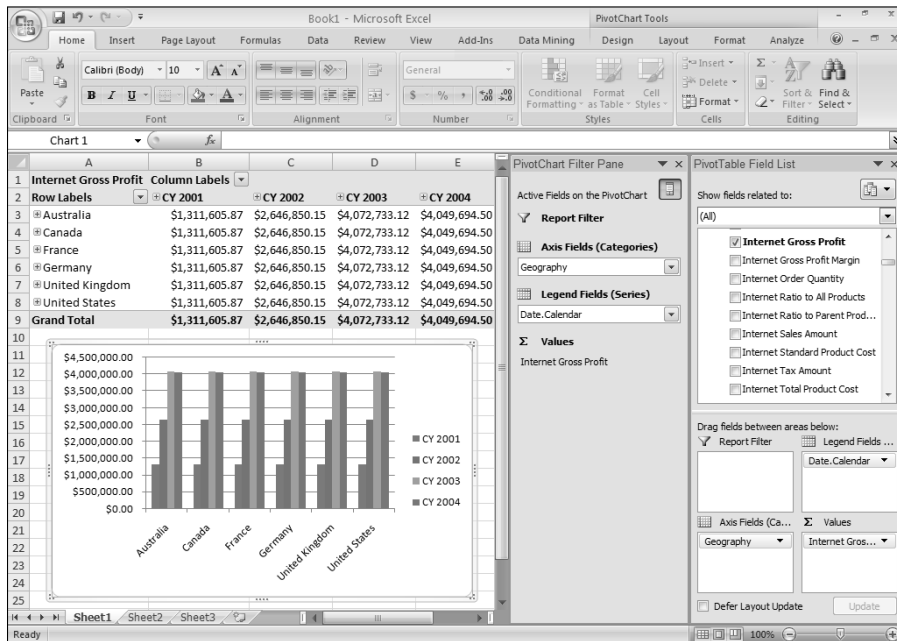 Book1 - Microsoft Excel
PivotChart Tools
Home Insert Page Layout Formulas Data Review View Add-Ins Data Mining Design Layout Format Analyze
Paste
Clipboard
Calibri (Body) 10
B I U
Font
Alignment
General
$ % ,
Number
Conditional Formatting
Format as Table
Cell Styles
Styles
Insert
Delete
Format
Cells
Sort & Filter
Find & Select
Editing
Chart 1
fx
A B C D E
1 Internet Gross Profit Column Labels
2 Row Labels CY 2001 CY 2002 CY 2003 CY 2004
3 Australia $1,311,605.87 $2,646,850.15 $4,072,733.12 $4,049,694.50
4 Canada $1,311,605.87 $2,646,850.15 $4,072,733.12 $4,049,694.50
5 France $1,311,605.87 $2,646,850.15 $4,072,733.12 $4,049,694.50
6 Germany $1,311,605.87 $2,646,850.15 $4,072,733.12 $4,049,694.50
7 United Kingdom $1,311,605.87 $2,646,850.15 $4,072,733.12 $4,049,694.50
8 United States $1,311,605.87 $2,646,850.15 $4,072,733.12 $4,049,694.50
9 Grand Total $1,311,605.87 $2,646,850.15 $4,072,733.12 $4,049,694.50
10
11
12
13
14
15
16
17
18
19
20
21
22
23
24
25
$4,500,000.00
$4,000,000.00
$3,500,000.00
$3,000,000.00
$2,500,000.00
$2,000,000.00
$1,500,000.00
$1,000,000.00
$500,000.00
$0.00
Australia
Canada
France
Germany
United Kingdom
United States
CY 2001
CY 2002
CY 2003
CY 2004
PivotChart Filter Pane
Active Fields on the PivotChart
Report Filter
Axis Fields (Categories)
Geography
Legend Fields (Series)
Date.Calendar
Σ Values
Internet Gross Profit
PivotTable Field List
Show fields related to:
(All)
Internet Gross Profit
Internet Gross Profit Margin
Internet Order Quantity
Internet Ratio to All Products
Internet Ratio to Parent Prod...
Internet Sales Amount
Internet Standard Product Cost
Internet Tax Amount
Internet Total Product Cost
Drag fields between areas below:
Report Filter
Legend Fields ...
Date.Calendar
Axis Fields (Ca...
Σ Values
Geography
Internet Gros...
Defer Layout Update
Update
Sheet1 Sheet2 Sheet3
Ready
100%